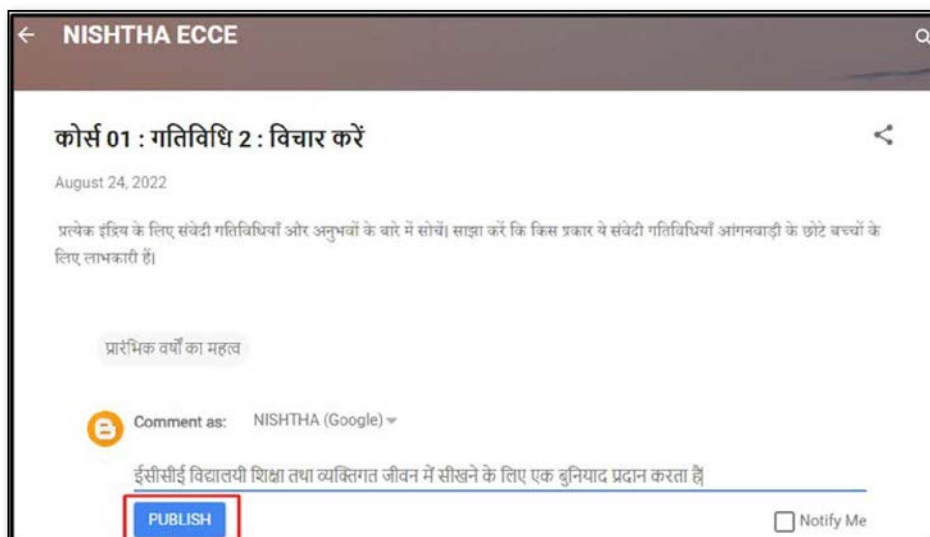 NISHTHA ECCE
कोर्स 01 : गतिविधि 2 : विचार करें
August 24, 2022
प्रत्येक इंद्रिय के लिए संवेदी गतिविधियाँ और अनुभवों के बारे में सोचें। साझा करें कि किस प्रकार ये संवेदी गतिविधियाँ आंगनवाड़ी के छोटे बच्चों के
लिए लाभकारी हैं।
प्रारंभिक वर्षों का महत्व
Comment as: NISHTHA (Google)
ईसीसीई विद्यालयी शिक्षा तथा व्यक्तिगत जीवन में सीखने के लिए एक बुनियाद प्रदान करता है|
PUBLISH Notify Me